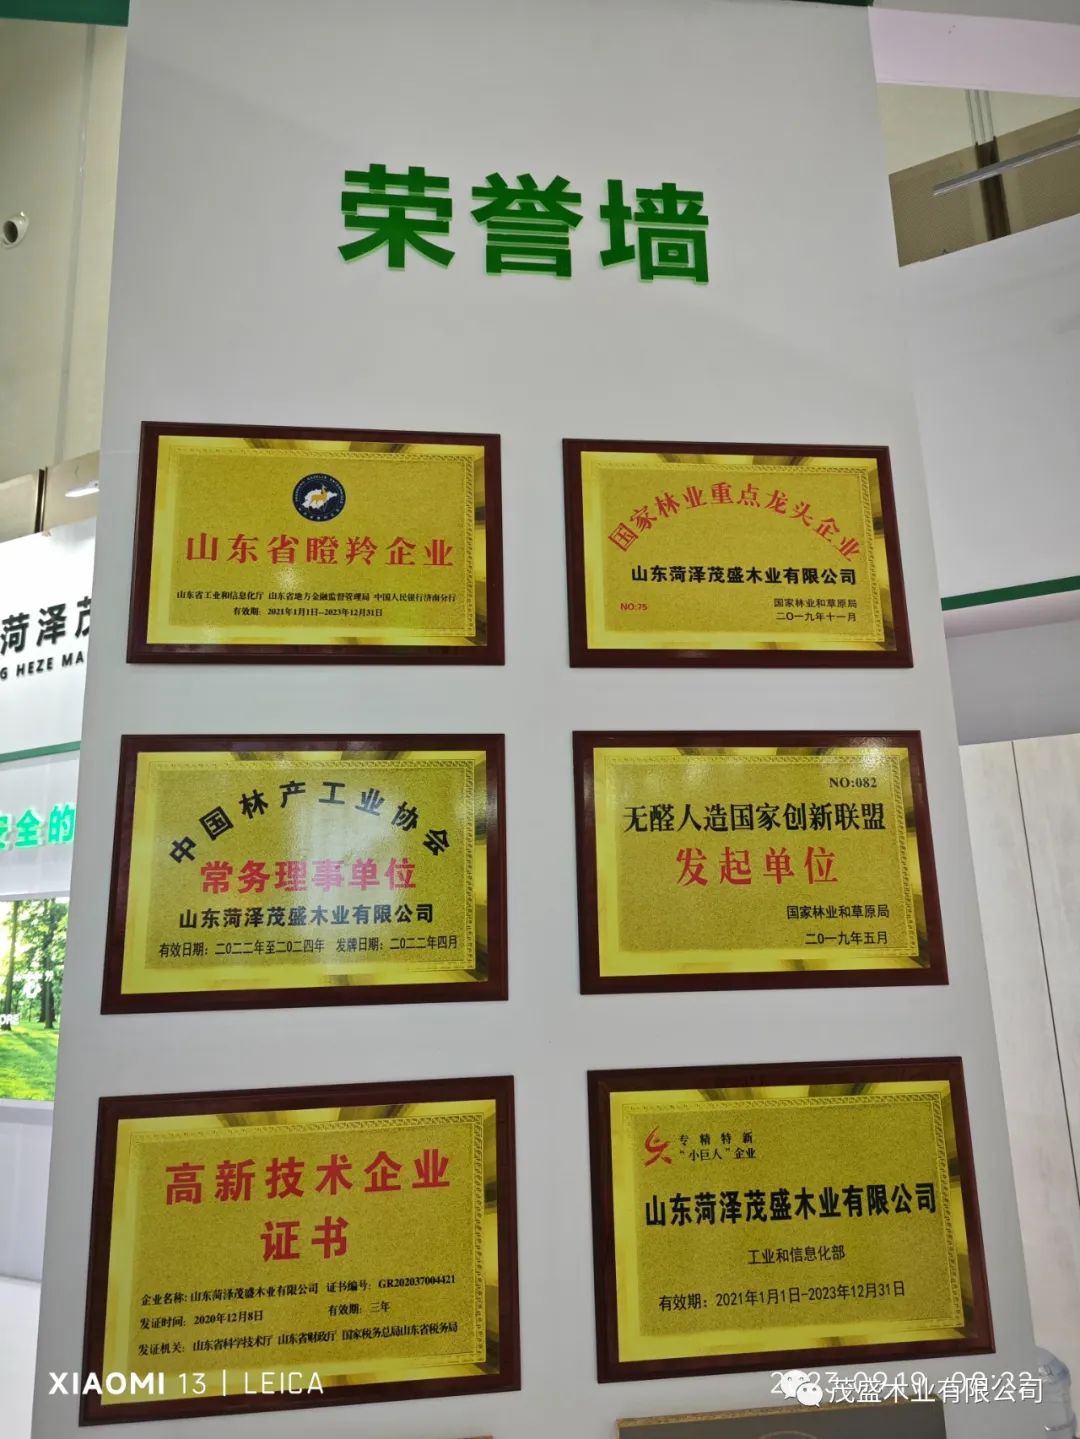 荣誉墙
山东省瞪羚企业
山东省工业和信息化厅 山东省地方金融监督管理局 中国人民银行济南分行
有效期：2021年1月1日--2023年12月31日
国家林业重点龙头企业
山东菏泽茂盛木业有限公司
NO:75
国家林业和草原局
二〇一九年十一月
菏泽茂
G HEZE MA
中国林产工业协会
常务理事单位
山东菏泽茂盛木业有限公司
有效日期：二〇二二年至二〇二四年 发牌日期：二〇二二年四月
NO:082
无醛人造国家创新联盟
发起单位
国家林业和草原局
二〇一九年五月
安全的
高新技术企业
证书
企业名称：山东菏泽茂盛木业有限公司 证书编号：GR202037004421
发证时间：2020年12月8日 有效期：三年
发证机关：山东省科学技术厅 山东省财政厅 国家税务总局山东省税务局
专精特新
"小巨人"企业
山东菏泽茂盛木业有限公司
工业和信息化部
有效期：2021年1月1日-2023年12月31日
XIAOMI 13 | LEICA
茂盛木业有限公司